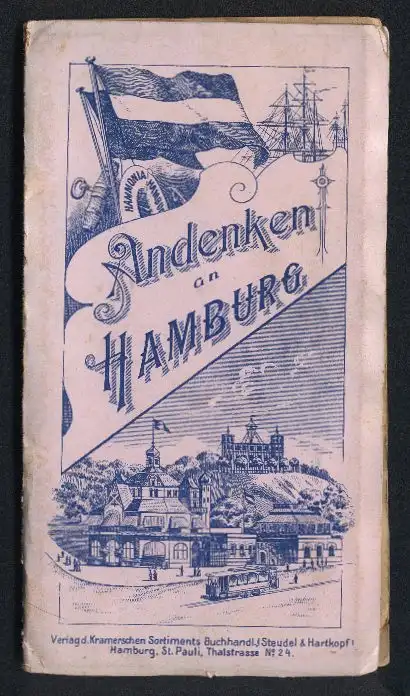 HAMMONIA
Andenken
an
HAMBURG
Verlag d. Kramerschen Sortiments Buchhandl. (Steudel & Hartkopf)
Hamburg, St. Pauli, Thalstrasse No 24.